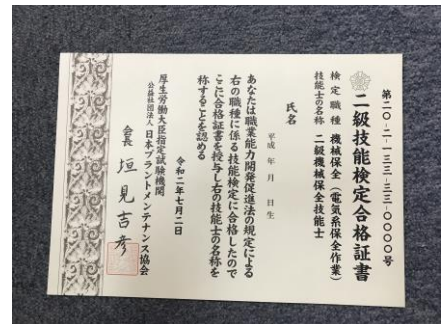 第二〇-二-一三三-三三-〇〇〇〇号
二級技能検定合格証書
検定職種 機械保全（電気系保全作業）
技能士の名称 二級機械保全技能士
氏名
平成 年 月 日生
あなたは職業能力開発促進法の規定による
右の職種に係る技能検定に合格したので
ここに合格証書を授与し右の技能士の名称を
称することを認める
令和二年七月二日
厚生労働大臣指定試験機関
公益社団法人 日本プラントメンテナンス協会
会長 垣見吉彦